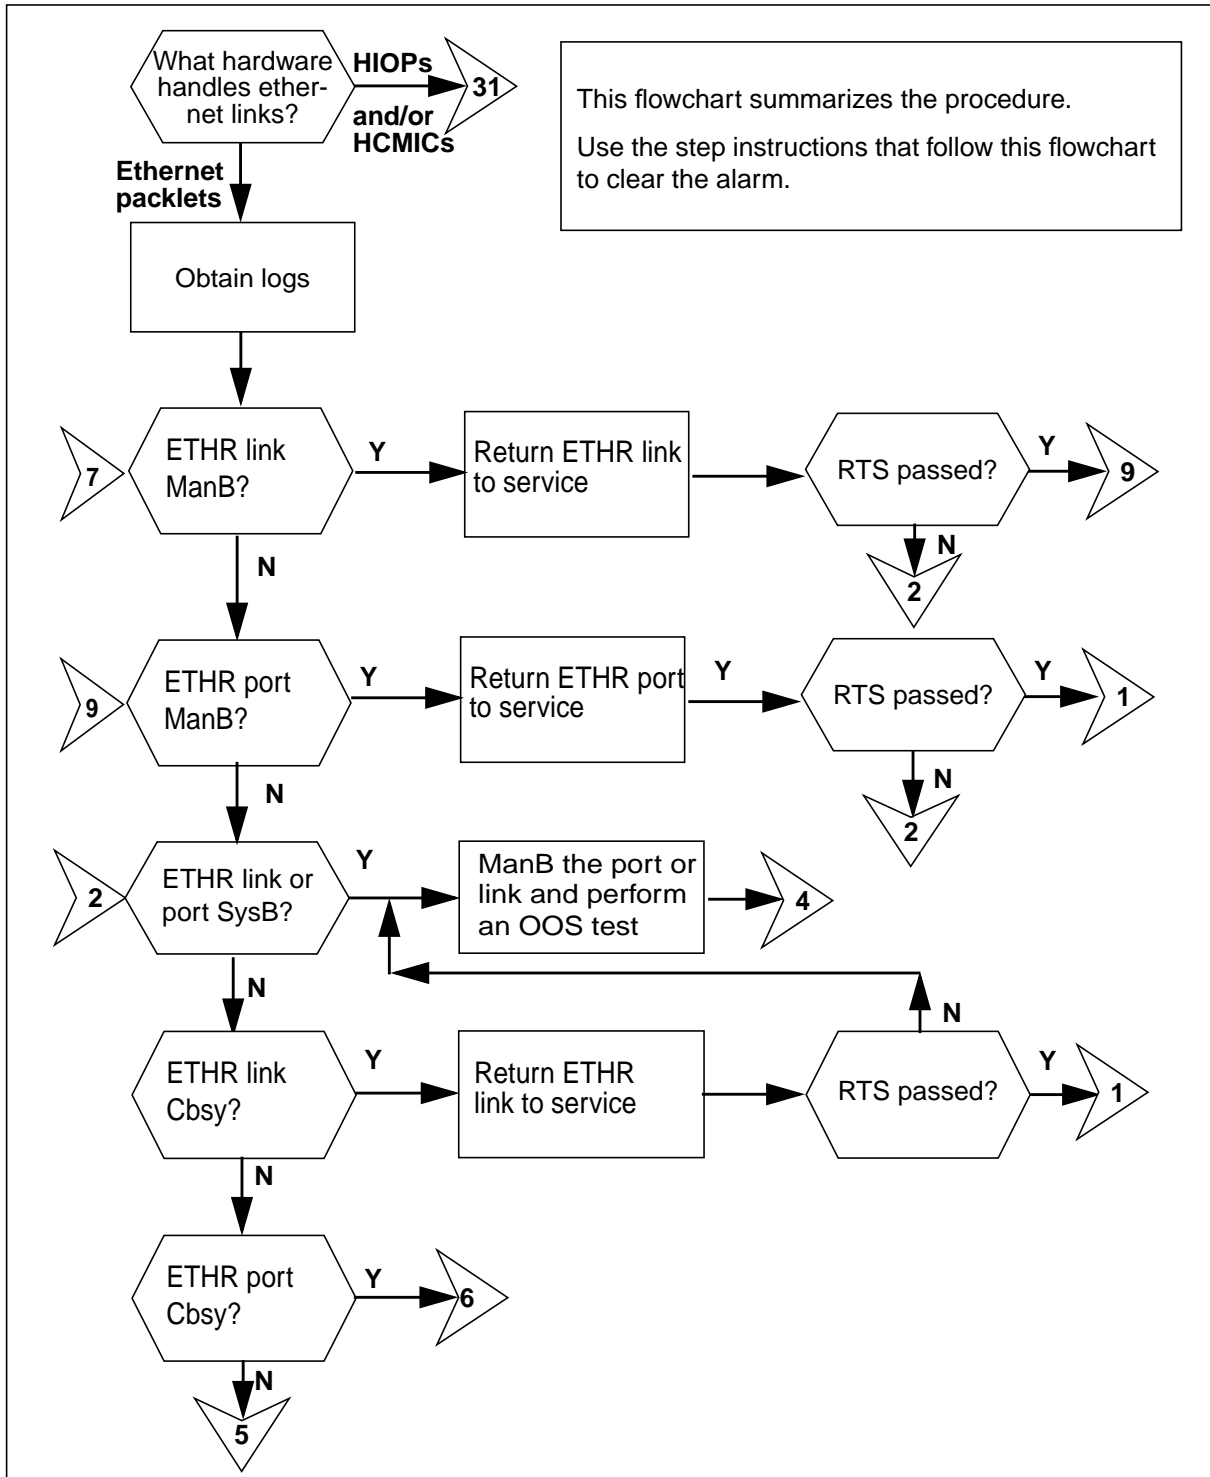 What hardware
handles ether-
net links?
HIOPs
and/or
HCMICs
31
This flowchart summarizes the procedure.
Use the step instructions that follow this flowchart
to clear the alarm.
Ethernet
packlets
Obtain logs
7
ETHR link
ManB?
Y
Return ETHR link
to service
RTS passed?
Y
9
N
2
N
9
ETHR port
ManB?
Y
Return ETHR port
to service
Y
RTS passed?
Y
1
N
2
N
2
ETHR link or
port SysB?
Y
ManB the port or
link and perform
an OOS test
4
N
ETHR link
Cbsy?
Y
Return ETHR
link to service
RTS passed?
N
Y
1
N
ETHR port
Cbsy?
Y
6
N
5